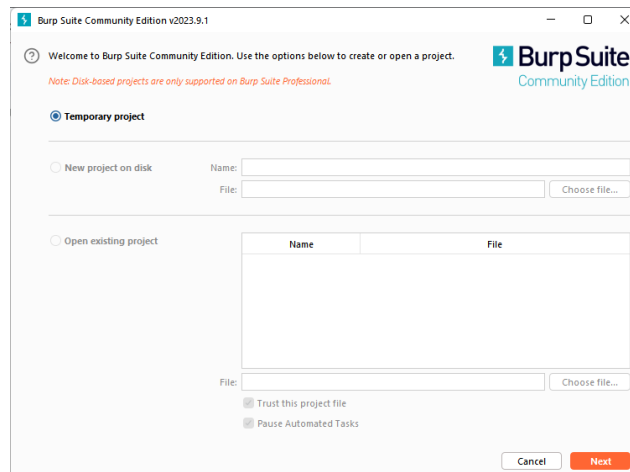 Burp Suite Community Edition v2023.9.1
Welcome to Burp Suite Community Edition. Use the options below to create or open a project.
Note: Disk-based projects are only supported on Burp Suite Professional.
Burp Suite
Community Edition
Temporary project
New project on disk
Name:
File:
Choose file...
Open existing project
Name
File
File:
Choose file...
Trust this project file
Pause Automated Tasks
Cancel
Next